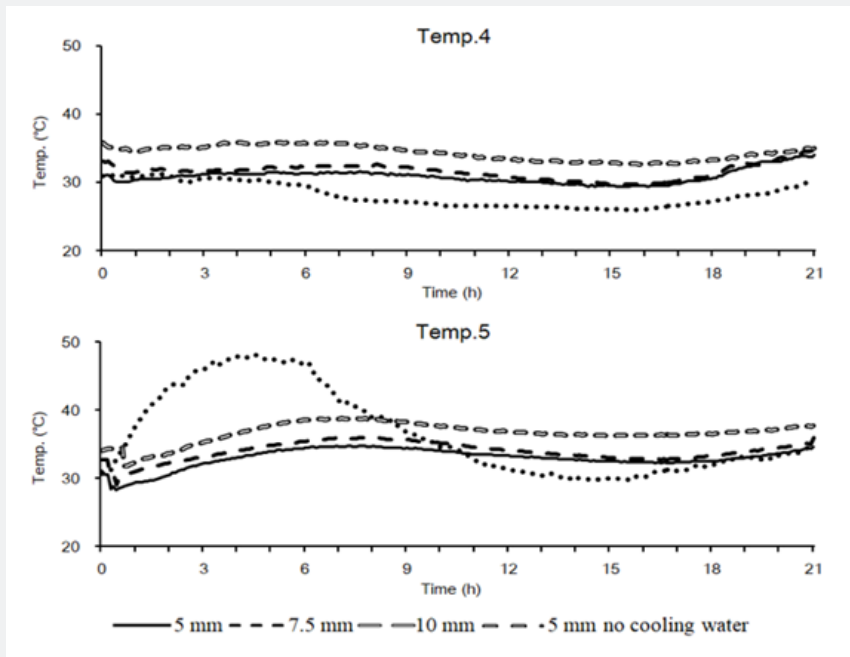 Temp.4
50
40
30
20
Temp. (°C)
0 3 6 9 12 15 18 21
Time (h)
Temp.5
50
40
30
20
Temp. (°C)
0 3 6 9 12 15 18 21
Time (h)
5 mm 7.5 mm 10 mm 5 mm no cooling water